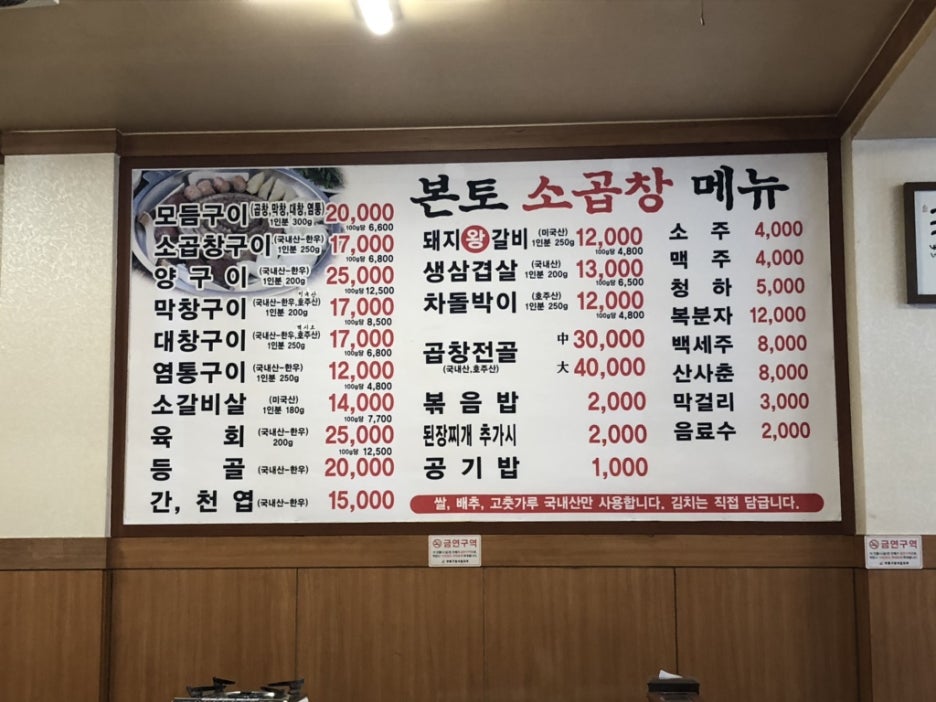 본토 소곱창 메뉴
모듬구이 (곱창,막창,대창,염통) 1인분 300g 20,000
100g당 6,600
소곱창구이 (국내산-한우) 1인분 250g 17,000
100g당 6,800
양구이 (국내산-한우) 1인분 200g 25,000
100g당 12,500
막창구이 (국내산-한우,호주산) 1인분 200g 17,000
100g당 8,500
대창구이 (국내산-한우,호주산) 1인분 250g 17,000
100g당 6,800
염통구이 (국내산-한우) 1인분 250g 12,000
100g당 4,800
소갈비살 (미국산) 1인분 180g 14,000
100g당 7,700
육 회 (국내산-한우) 200g 25,000
100g당 12,500
등 골 (국내산-한우) 20,000
간, 천엽 (국내산-한우) 15,000
돼지왕갈비 (미국산) 1인분 250g 12,000
100g당 4,800
생삼겹살 (국내산) 1인분 200g 13,000
100g당 6,500
차돌박이 (호주산) 1인분 250g 12,000
100g당 4,800
곱창전골 (국내산,호주산) 中 30,000
大 40,000
볶음밥 2,000
된장찌개 추가시 2,000
공기밥 1,000
소 주 4,000
맥 주 4,000
청 하 5,000
복분자 12,000
백세주 8,000
산사춘 8,000
막걸리 3,000
음료수 2,000
쌀, 배추, 고춧가루 국내산만 사용합니다. 김치는 직접 담급니다.
금연구역
금연구역